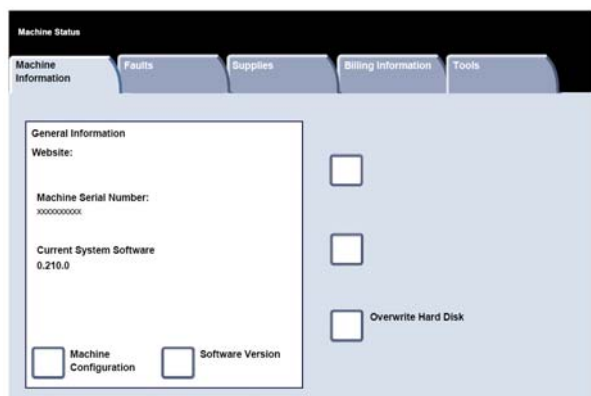 Machine Status
Machine
Information
Faults
Supplies
Billing Information
Tools
General Information
Website:
Machine Serial Number:
xxxxxxxxxx
Current System Software
0.210.0
Machine
Configuration
Software Version
Overwrite Hard Disk